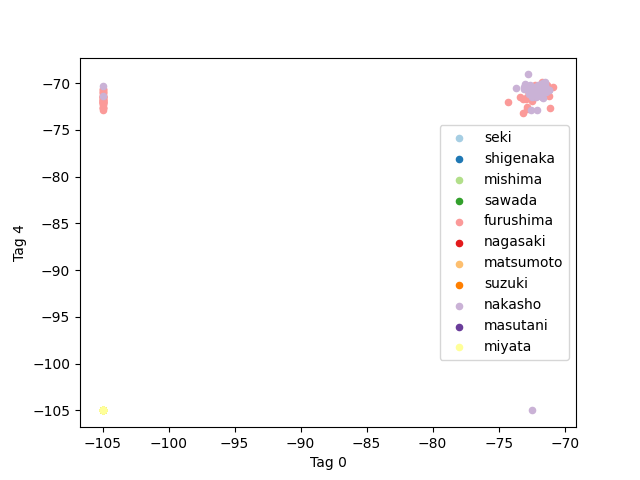 −70
−75
−80
−85
−90
−95
−100
−105
Tag 4
seki
shigenaka
mishima
sawada
furushima
nagasaki
matsumoto
suzuki
nakasho
masutani
miyata
−105
−100
−95
−90
−85
−80
−75
−70
Tag 0